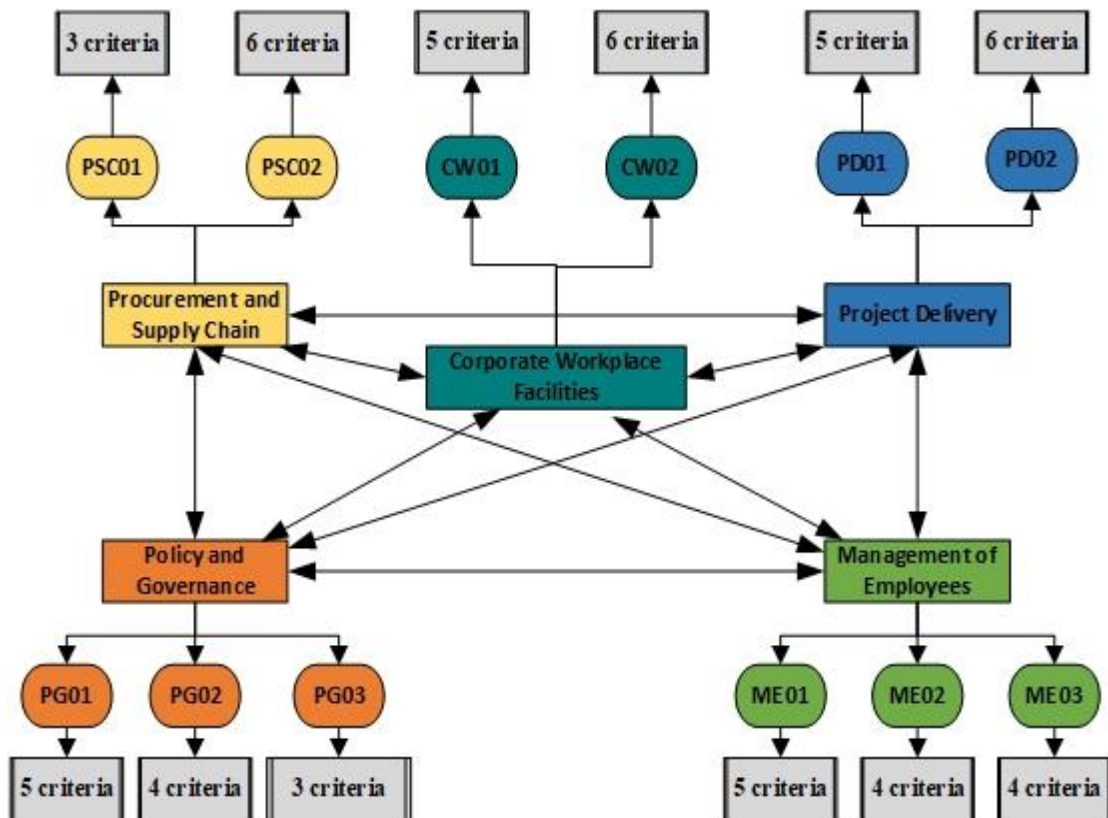 3 criteria
6 criteria
5 criteria
6 criteria
5 criteria
6 criteria
PSC01
PSC02
CW01
CW02
PD01
PD02
Procurement and
Supply Chain
Project Delivery
Corporate Workplace
Facilities
Policy and
Governance
Management of
Employees
PG01
PG02
PG03
ME01
ME02
ME03
5 criteria
4 criteria
3 criteria
5 criteria
4 criteria
4 criteria